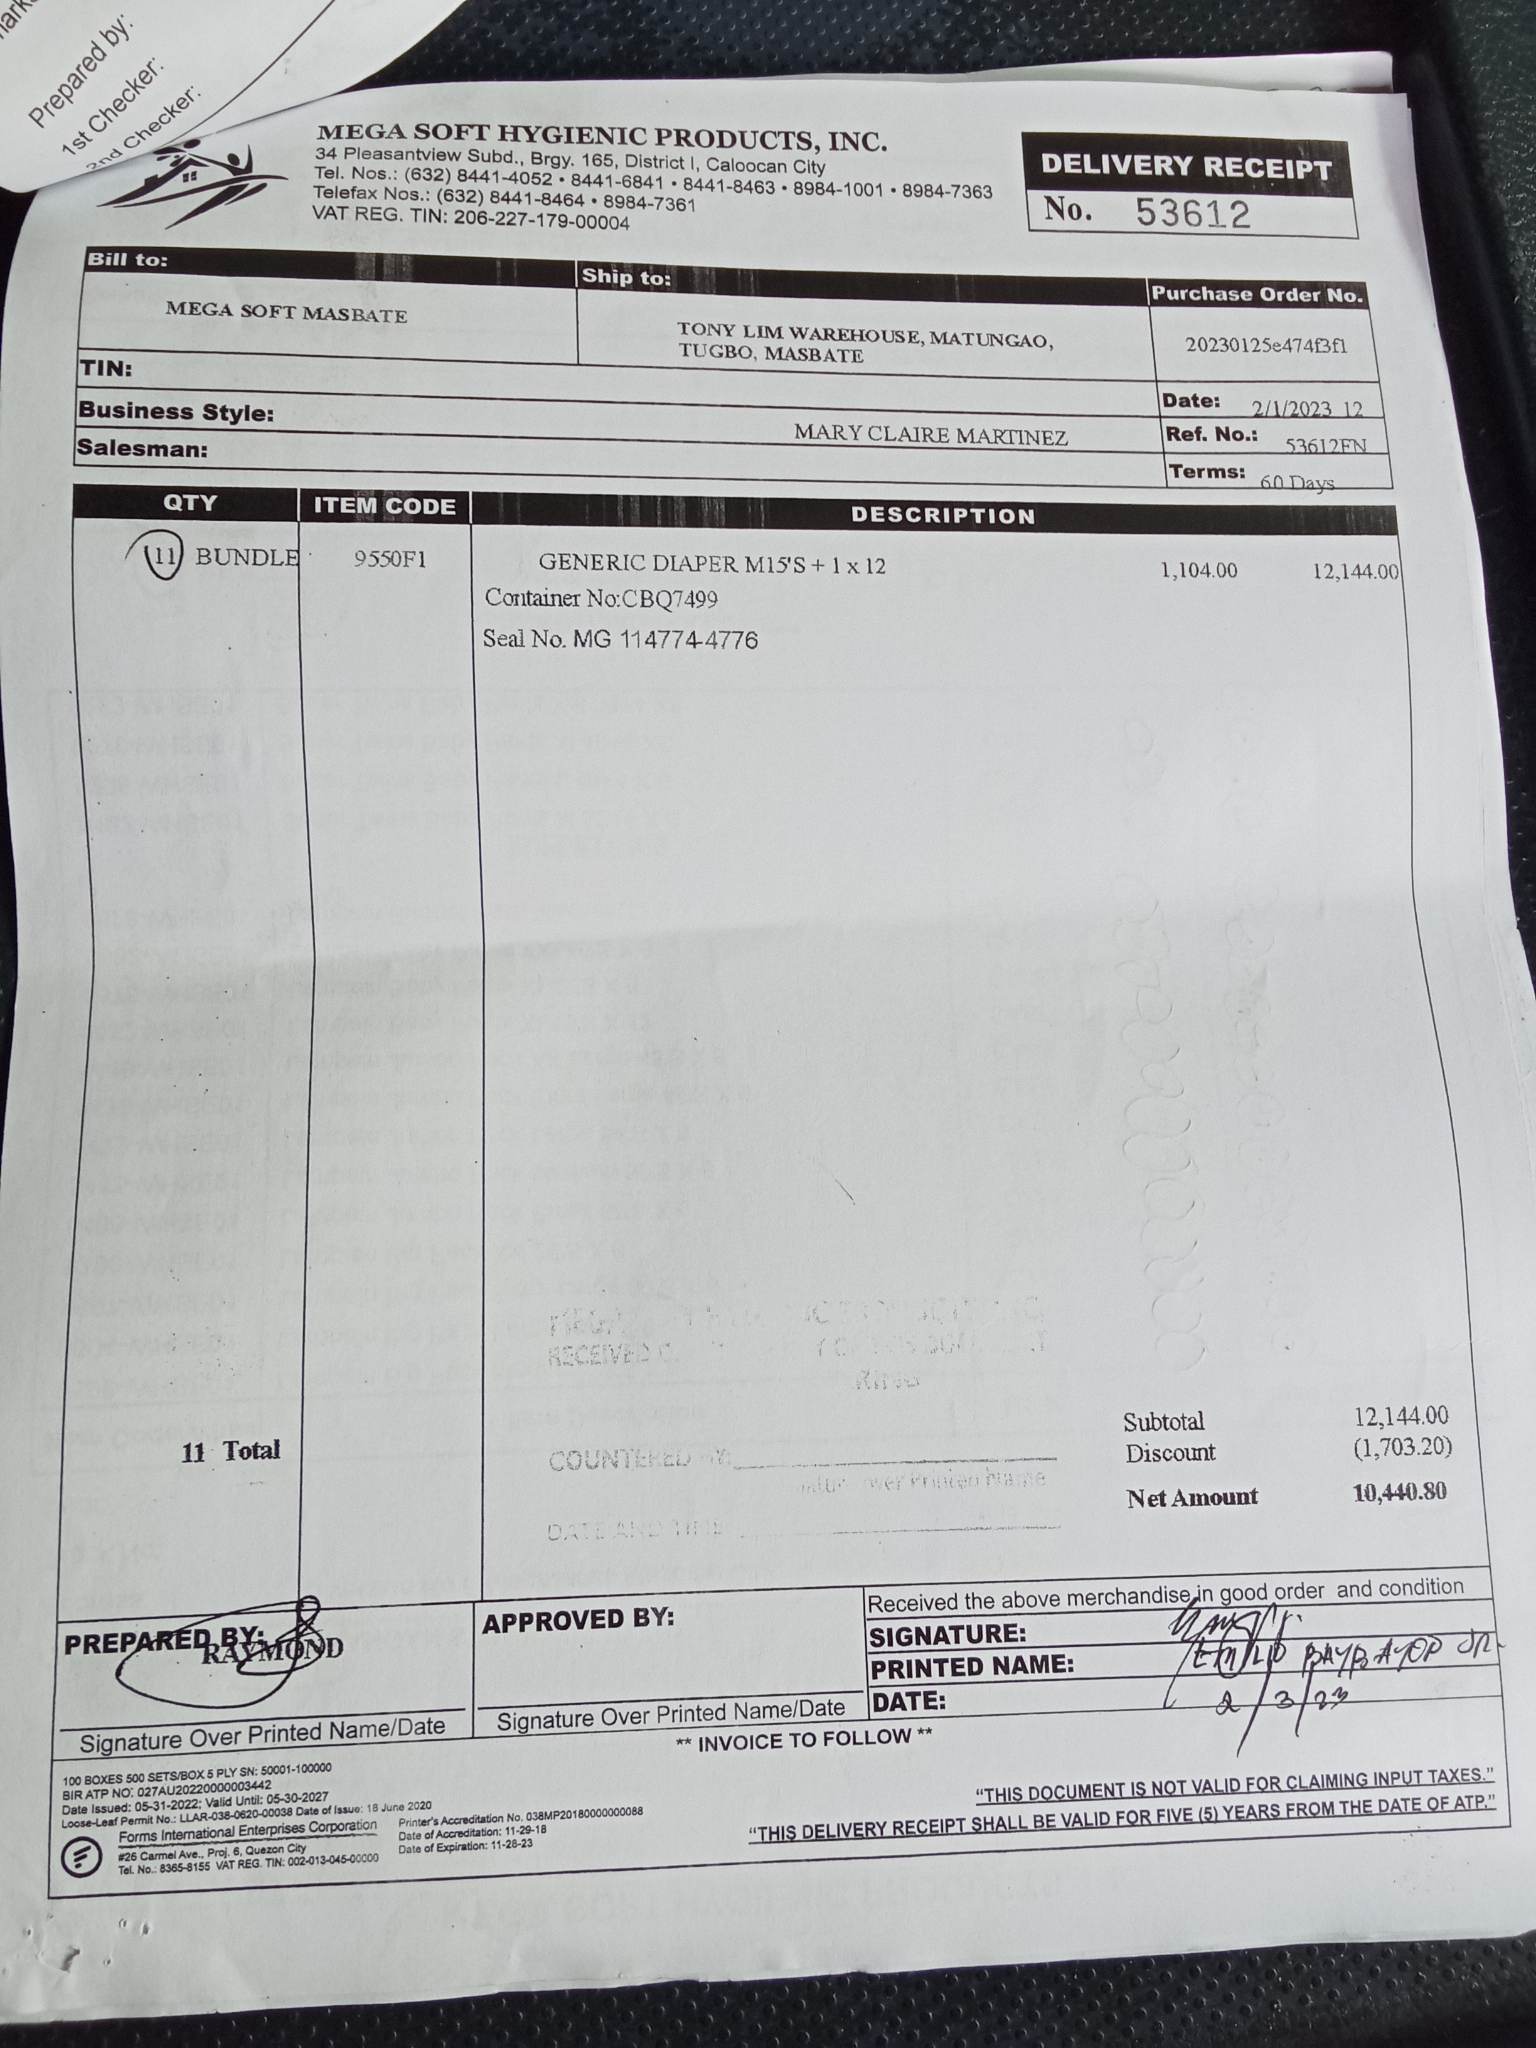 Prepared by:
1st Checker:
2nd Checker:
MEGA SOFT HYGIENIC PRODUCTS, INC.
34 Pleasantview Subd., Brgy. 165, District I, Caloocan City
Tel. Nos.: (632) 8441-4052 • 8441-6841 • 8441-8463 • 8984-1001 • 8984-7363
Telefax Nos.: (632) 8441-8464 • 8984-7361
VAT REG. TIN: 206-227-179-00004
DELIVERY RECEIPT
No. 53612
Bill to:
MEGA SOFT MASBATE
Ship to:
TONY LIM WAREHOUSE, MATUNGAO,
TUGBO, MASBATE
Purchase Order No.
20230125e474f3f1
TIN:
Date: 2/1/2023 12
Business Style:
MARY CLAIRE MARTINEZ
Ref. No.: 53612FN
Salesman:
Terms: 60 Days
QTY ITEM CODE DESCRIPTION
11 BUNDLE 9550F1 GENERIC DIAPER M15'S + 1 x 12 1,104.00 12,144.00
Container No:CBQ7499
Seal No. MG 114774-4776
RECEIVED
COUNTERED BY:
over Printed Name
DATE AND TIME
Subtotal 12,144.00
Discount (1,703.20)
11 Total
Net Amount 10,440.80
PREPARED BY:
RAYMOND
Signature Over Printed Name/Date
APPROVED BY:
Signature Over Printed Name/Date
Received the above merchandise in good order and condition
SIGNATURE:
PRINTED NAME: EMILIO BAYBAYOP JR.
DATE: 2/3/23
** INVOICE TO FOLLOW **
100 BOXES 500 SETS/BOX 5 PLY SN: 50001-100000
BIR ATP NO: 027AU20220000003442
Date Issued: 05-31-2022; Valid Until: 05-30-2027
Loose-Leaf Permit No.: LLAR-038-0620-00038 Date of Issue: 18 June 2020
Forms International Enterprises Corporation
#26 Carmel Ave., Proj. 6, Quezon City
Tel. No.: 8365-8155 VAT REG. TIN: 002-013-045-00000
Printer's Accreditation No. 038MP20180000000088
Date of Accreditation: 11-29-18
Date of Expiration: 11-28-23
“THIS DOCUMENT IS NOT VALID FOR CLAIMING INPUT TAXES.”
“THIS DELIVERY RECEIPT SHALL BE VALID FOR FIVE (5) YEARS FROM THE DATE OF ATP.”